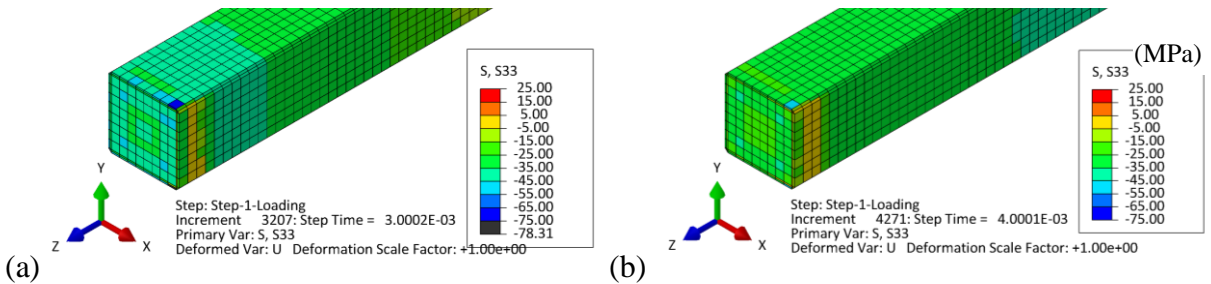 S, S33
25.00
15.00
5.00
-5.00
-15.00
-25.00
-35.00
-45.00
-55.00
-65.00
-75.00
-78.31
Y
Z
X
Step: Step-1-Loading
Increment 3207: Step Time = 3.0002E-03
Primary Var: S, S33
Deformed Var: U Deformation Scale Factor: +1.00e+00
(a)
(MPa)
S, S33
25.00
15.00
5.00
-5.00
-15.00
-25.00
-35.00
-45.00
-55.00
-65.00
-75.00
Y
Z
X
Step: Step-1-Loading
Increment 4271: Step Time = 4.0001E-03
Primary Var: S, S33
Deformed Var: U Deformation Scale Factor: +1.00e+00
(b)